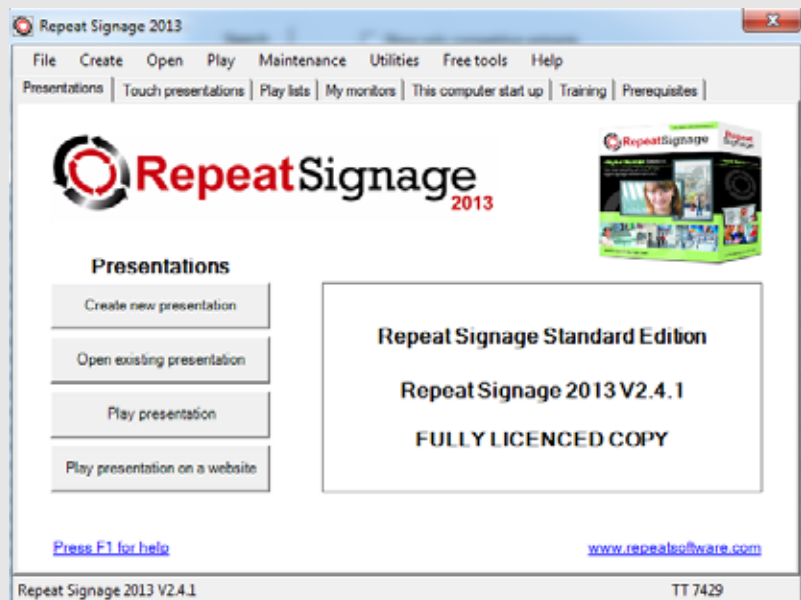 Repeat Signage 2013
File Create Open Play Maintenance Utilities Free tools Help
Presentations Touch presentations Play lists My monitors This computer start up Training Prerequisites
RepeatSignage
2013
RepeatSignage
Repeat
Signage
Presentations
Create new presentation
Open existing presentation
Play presentation
Play presentation on a website
Repeat Signage Standard Edition
Repeat Signage 2013 V2.4.1
FULLY LICENCED COPY
Press F1 for help
www.repeatsoftware.com
Repeat Signage 2013 V2.4.1
TT 7429